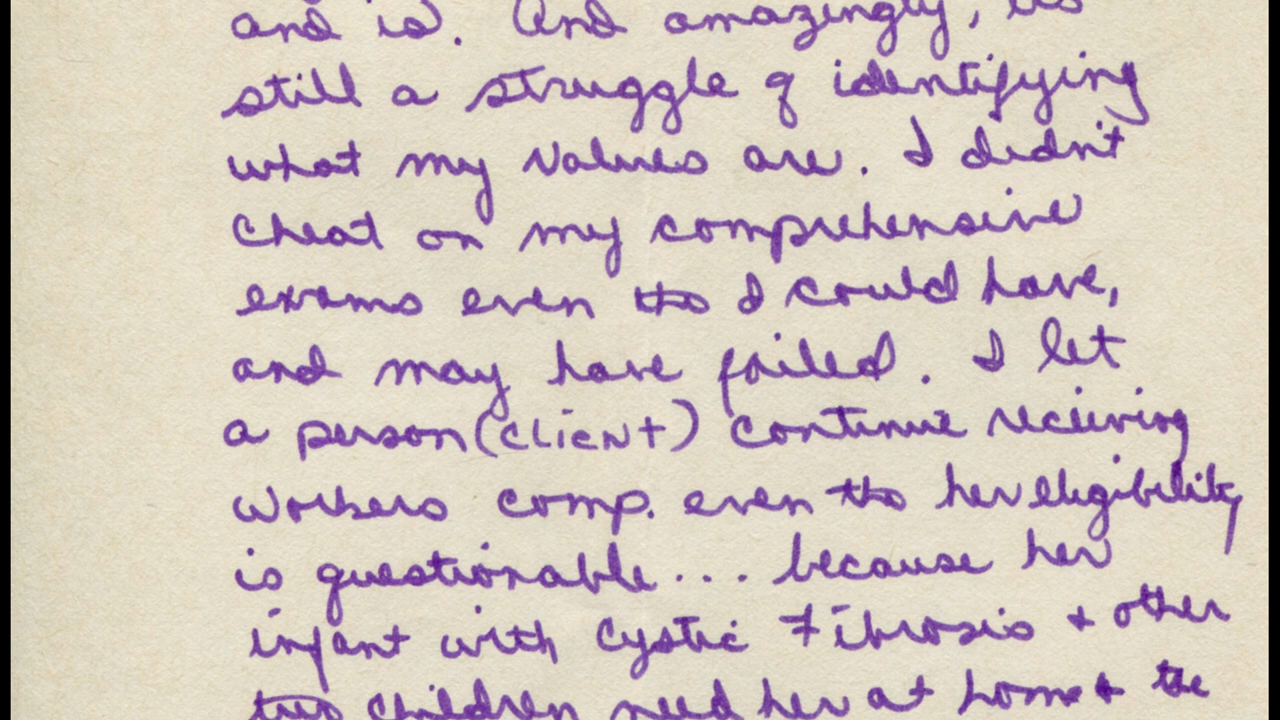 and is. And amazingly, its
still a struggle of identifying
what my values are. I didn't
cheat on my comprehensive
exams even tho I could have,
and may have failed. I let
a person (client) continue receiving
workers comp. even tho her eligibility
is questionable... because her
infant with Cystic Fibrosis & other
two children need her at home & the